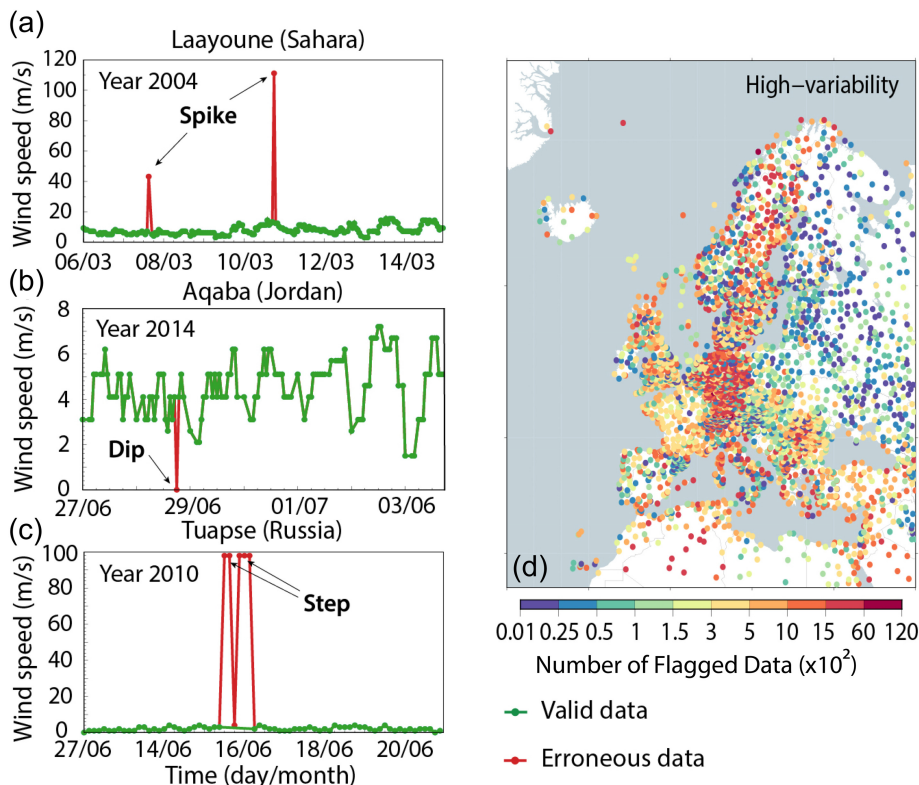 (a)
Laayoune (Sahara)
Wind speed (m/s)
120
100
80
60
40
20
0
Year 2004
Spike
06/03 08/03 10/03 12/03 14/03
(b)
Aqaba (Jordan)
Wind speed (m/s)
8
6
4
2
0
Year 2014
Dip
27/06 29/06 01/07 03/06
(c)
Tuapse (Russia)
Wind speed (m/s)
100
80
60
40
20
0
Year 2010
Step
27/06 14/06 16/06 18/06 20/06
Time (day/month)
High−variability
(d)
0.01 0.25 0.5 1 1.5 3 5 10 15 60 120
Number of Flagged Data (x10²)
Valid data
Erroneous data